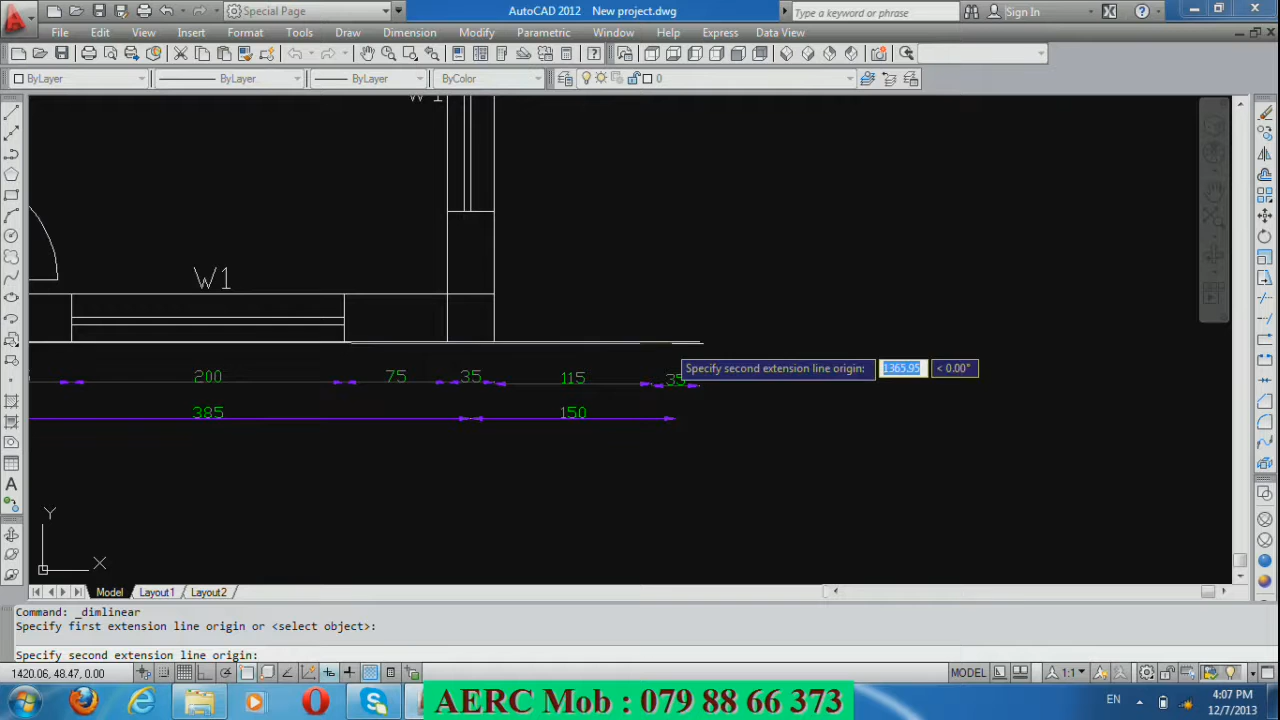 Special Page
AutoCAD 2012 New project.dwg
Type a keyword or phrase
Sign In
File Edit View Insert Format Tools Draw Dimension Modify Parametric Window Help Express Data View
ByLayer ByLayer ByLayer ByColor 0
W1
W1
200 75 35 115 35
Specify second extension line origin: 1365.95 < 0.00°
385 150
Y
X
Model Layout1 Layout2
Command: _dimlinear
Specify first extension line origin or <select object>:
Specify second extension line origin:
1420.06, 48.47, 0.00 MODEL 1:1
AERC Mob : 079 88 66 373
EN 4:07 PM
12/7/2013